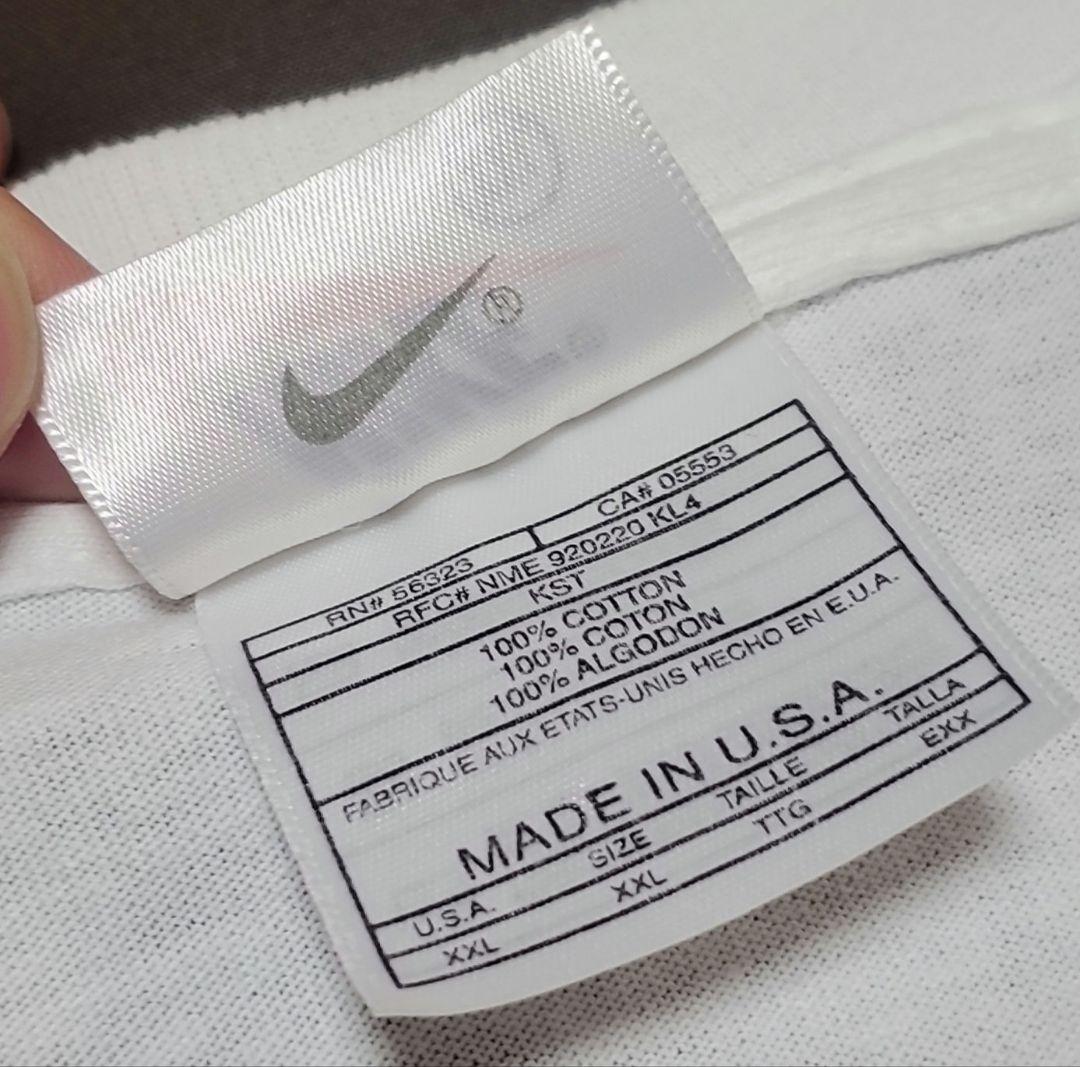 ®
RN# 56323 CA# 05553
RFC# NME 920220 KL4
KST
100% COTTON
100% COTON
100% ALGODON
FABRIQUE AUX ETATS-UNIS HECHO EN E.U.A.
MADE IN U.S.A.
U.S.A. SIZE TAILLE TALLA
XXL XXL TTG EXX